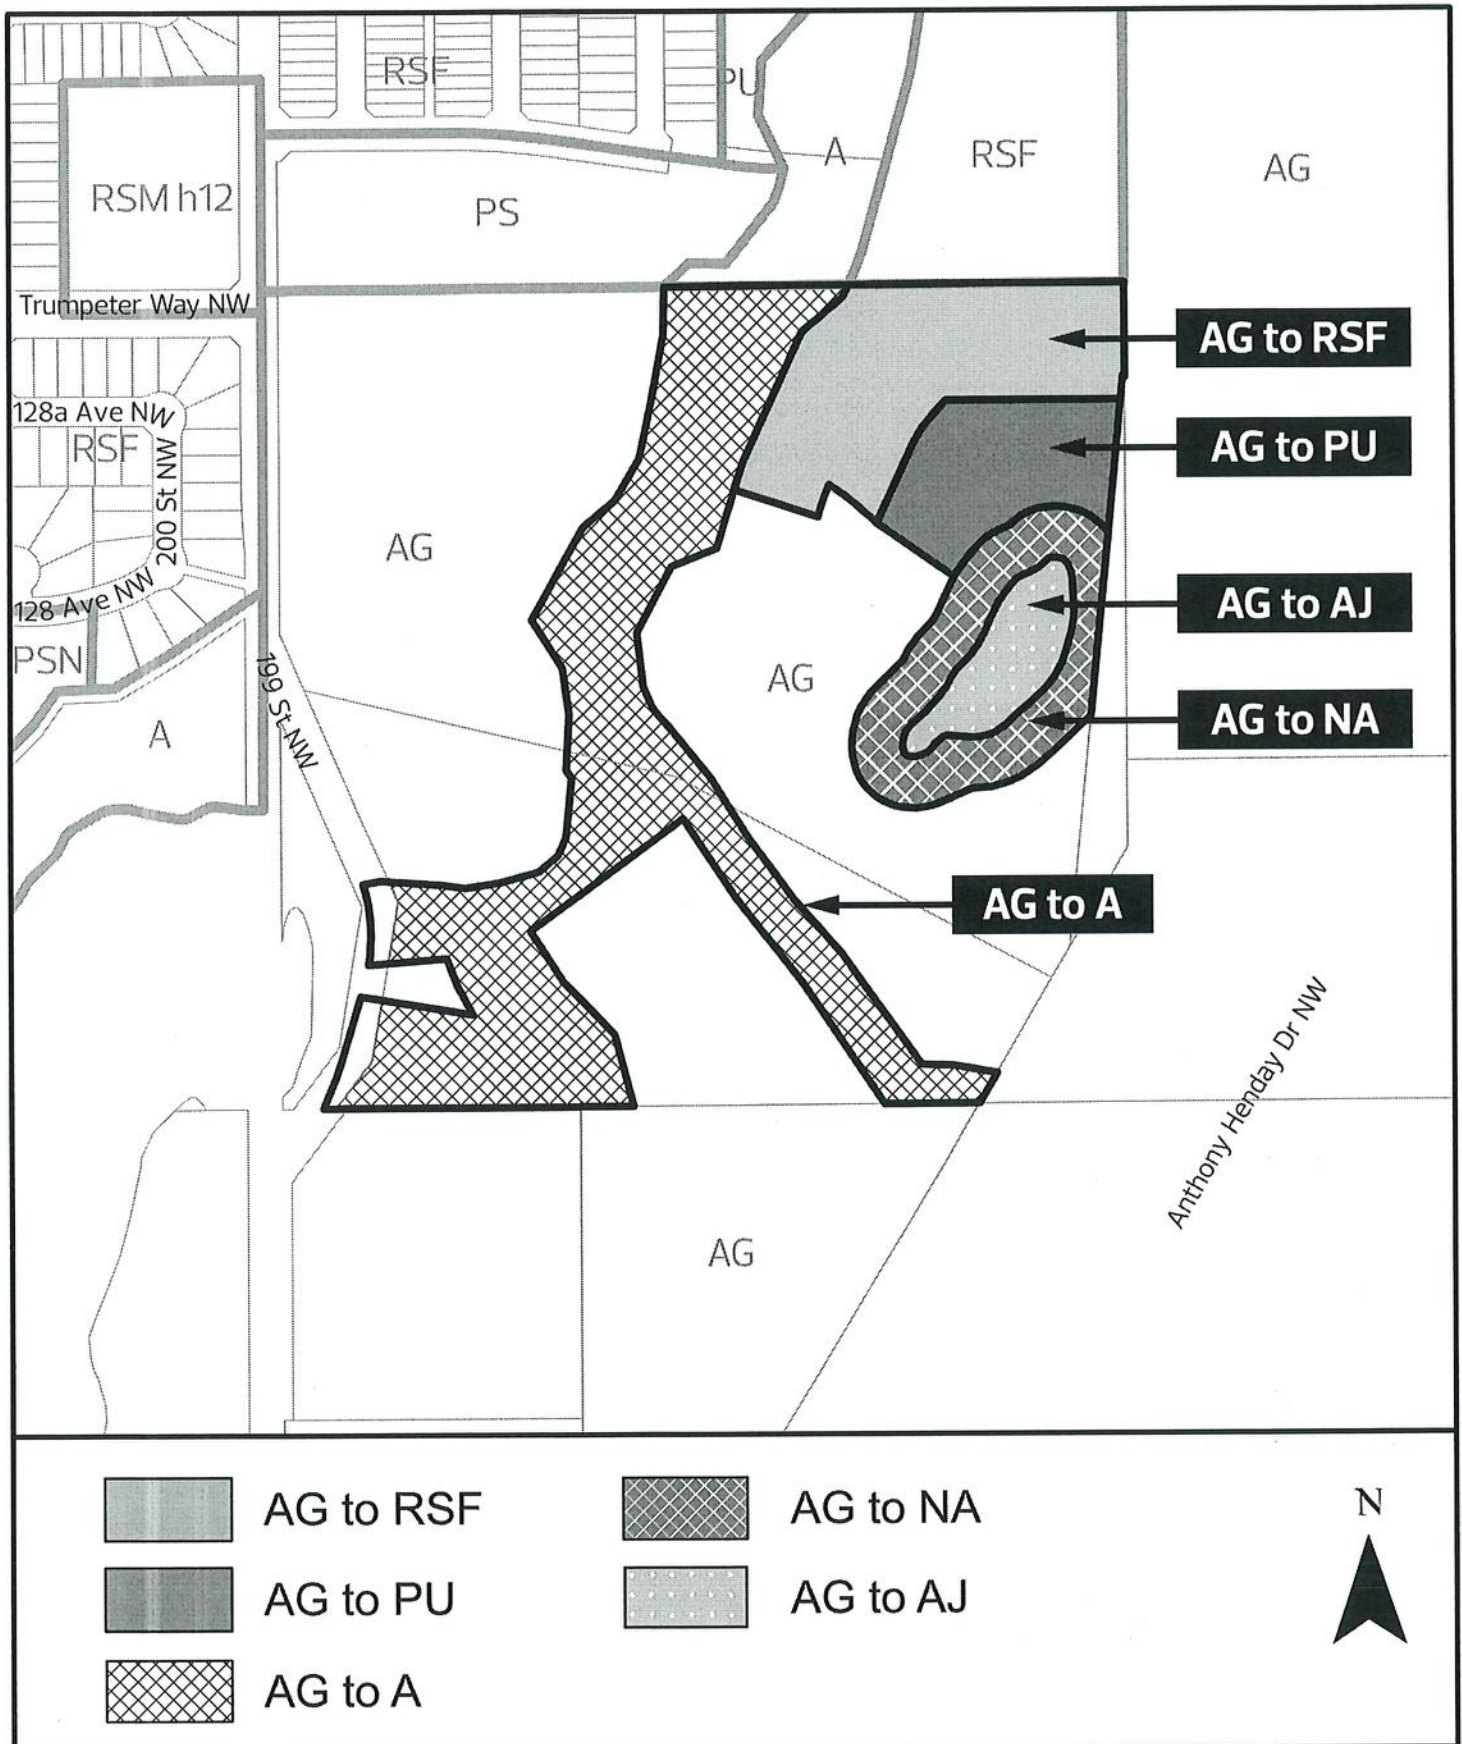 RSF
PU
A
RSF
AG
RSM h12
PS
Trumpeter Way NW
AG to RSF
128a Ave NW
RSF
200 St NW
AG to PU
AG
128 Ave NW
AG to AJ
PSN
199 St NW
AG
AG to NA
A
AG to A
Anthony Henday Dr NW
AG
AG to RSF
AG to NA
N
AG to PU
AG to AJ
AG to A